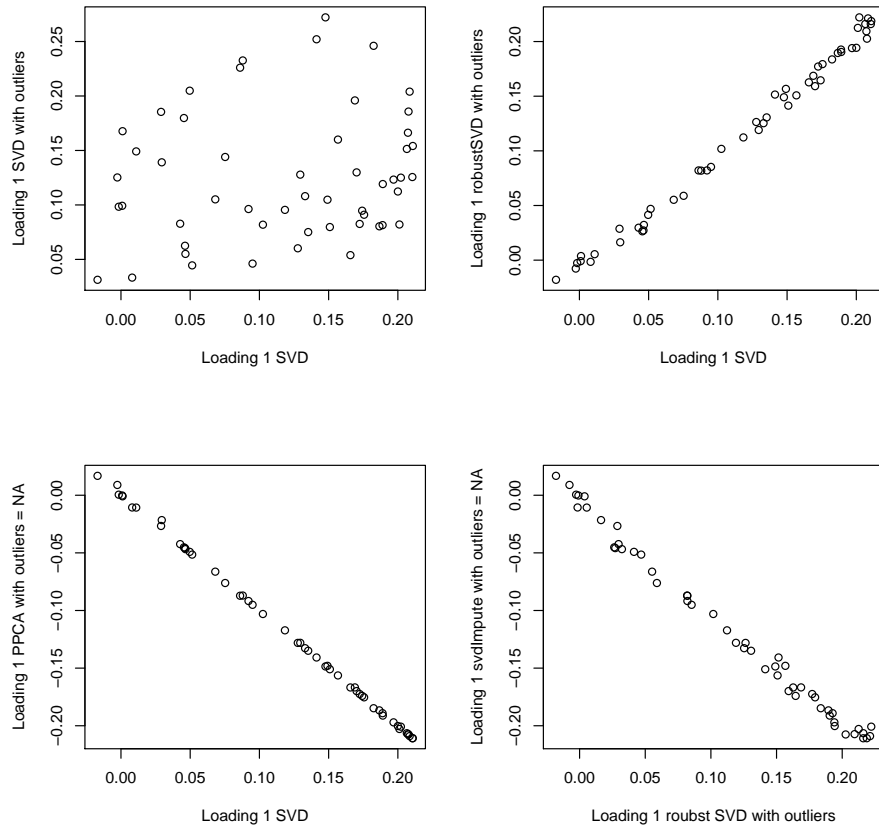 Loading 1 SVD with outliers
0.05 0.10 0.15 0.20 0.25
0.00 0.05 0.10 0.15 0.20
Loading 1 SVD
Loading 1 robustSVD with outliers
0.00 0.05 0.10 0.15 0.20
0.00 0.05 0.10 0.15 0.20
Loading 1 SVD
Loading 1 PPCA with outliers = NA
−0.20 −0.15 −0.10 −0.05 0.00
0.00 0.05 0.10 0.15 0.20
Loading 1 SVD
Loading 1 svdImpute with outliers = NA
−0.20 −0.15 −0.10 −0.05 0.00
0.00 0.05 0.10 0.15 0.20
Loading 1 roubst SVD with outliers